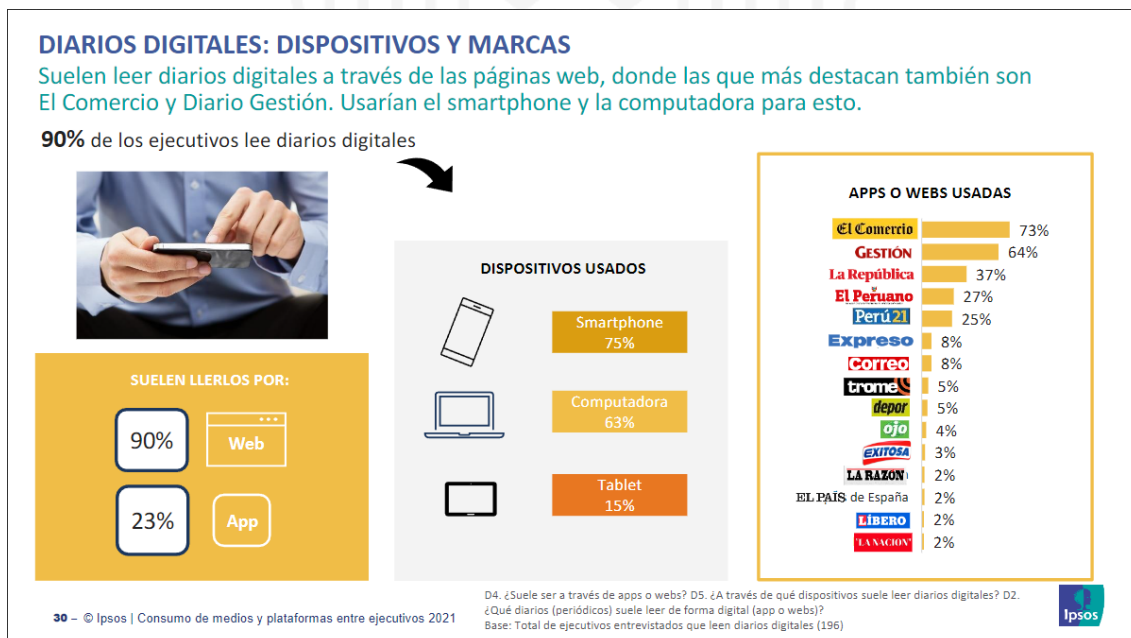 DIARIOS DIGITALES: DISPOSITIVOS Y MARCAS
Suelen leer diarios digitales a través de las páginas web, donde las que más destacan también son
El Comercio y Diario Gestión. Usarían el smartphone y la computadora para esto.
90% de los ejecutivos lee diarios digitales
SUELEN LLERLOS POR:
90% Web
23% App
DISPOSITIVOS USADOS
Smartphone
75%
Computadora
63%
Tablet
15%
APPS O WEBS USADAS
El Comercio 73%
GESTIÓN 64%
La República 37%
El Peruano 27%
Perú21 25%
Expreso 8%
Correo 8%
trome 5%
depor 5%
ojo 4%
EXITOSA 3%
LA RAZÓN 2%
EL PAÍS de España 2%
LÍBERO 2%
"LA NACION" 2%
30 – © Ipsos | Consumo de medios y plataformas entre ejecutivos 2021
D4. ¿Suele ser a través de apps o webs? D5. ¿A través de qué dispositivos suele leer diarios digitales? D2.
¿Qué diarios (periódicos) suele leer de forma digital (app o webs)?
Base: Total de ejecutivos entrevistados que leen diarios digitales (196)
Ipsos